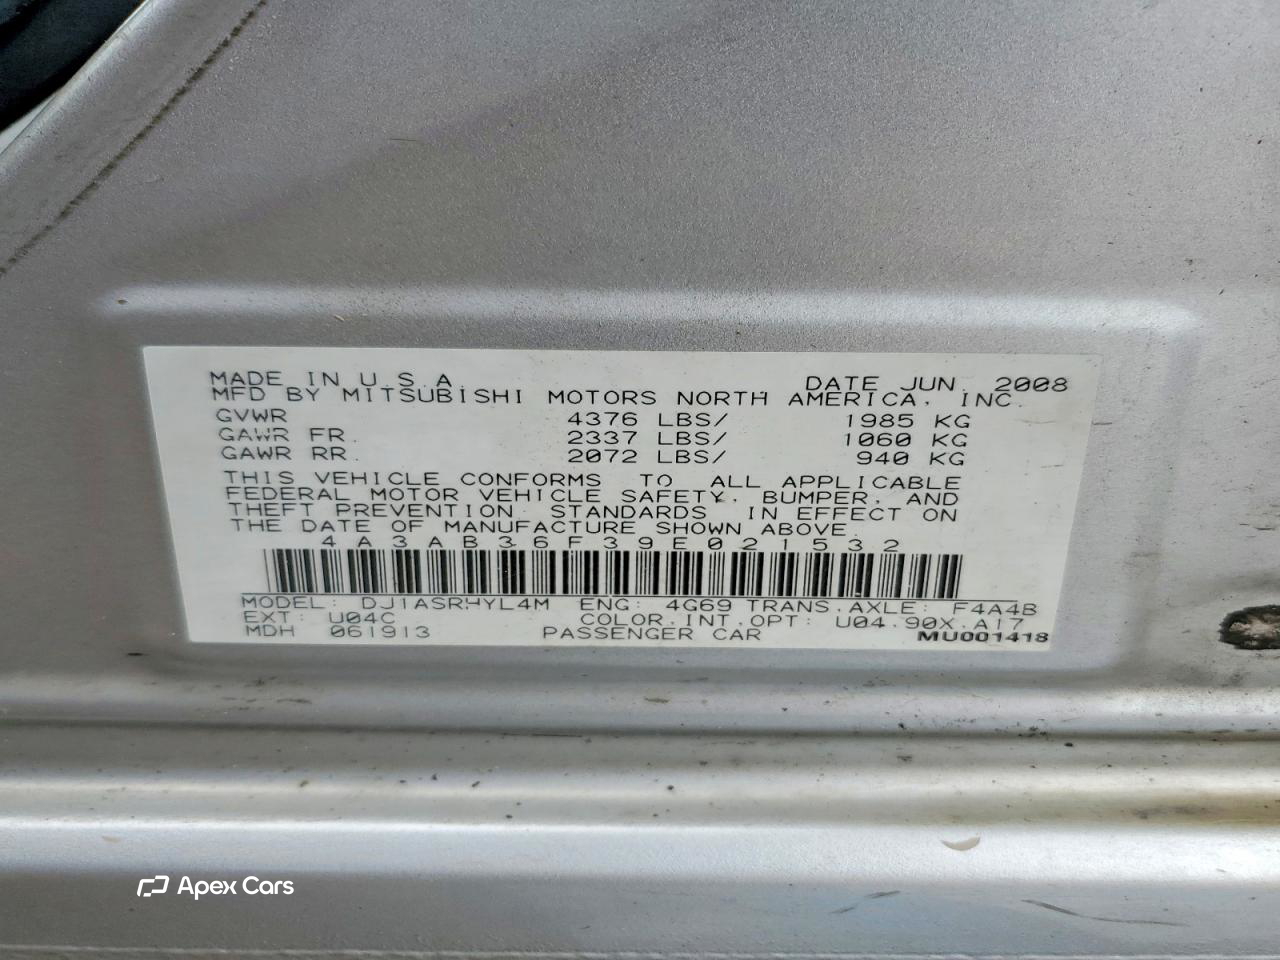 MADE IN U.S.A. DATE JUN. 2008
MFD BY MITSUBISHI MOTORS NORTH AMERICA, INC.
GVWR 4376 LBS/ 1985 KG
GAWR FR. 2337 LBS/ 1060 KG
GAWR RR. 2072 LBS/ 940 KG
THIS VEHICLE CONFORMS TO ALL APPLICABLE
FEDERAL MOTOR VEHICLE SAFETY, BUMPER, AND
THEFT PREVENTION STANDARDS IN EFFECT ON
THE DATE OF MANUFACTURE SHOWN ABOVE.
4A3AB36F39E021532
MODEL: DJ1ASRHYL4M ENG: 4G69 TRANS.AXLE: F4A4B
EXT: U04C COLOR.INT.OPT: U04.90X.A17
MDH 061913 PASSENGER CAR MU001418
Apex Cars